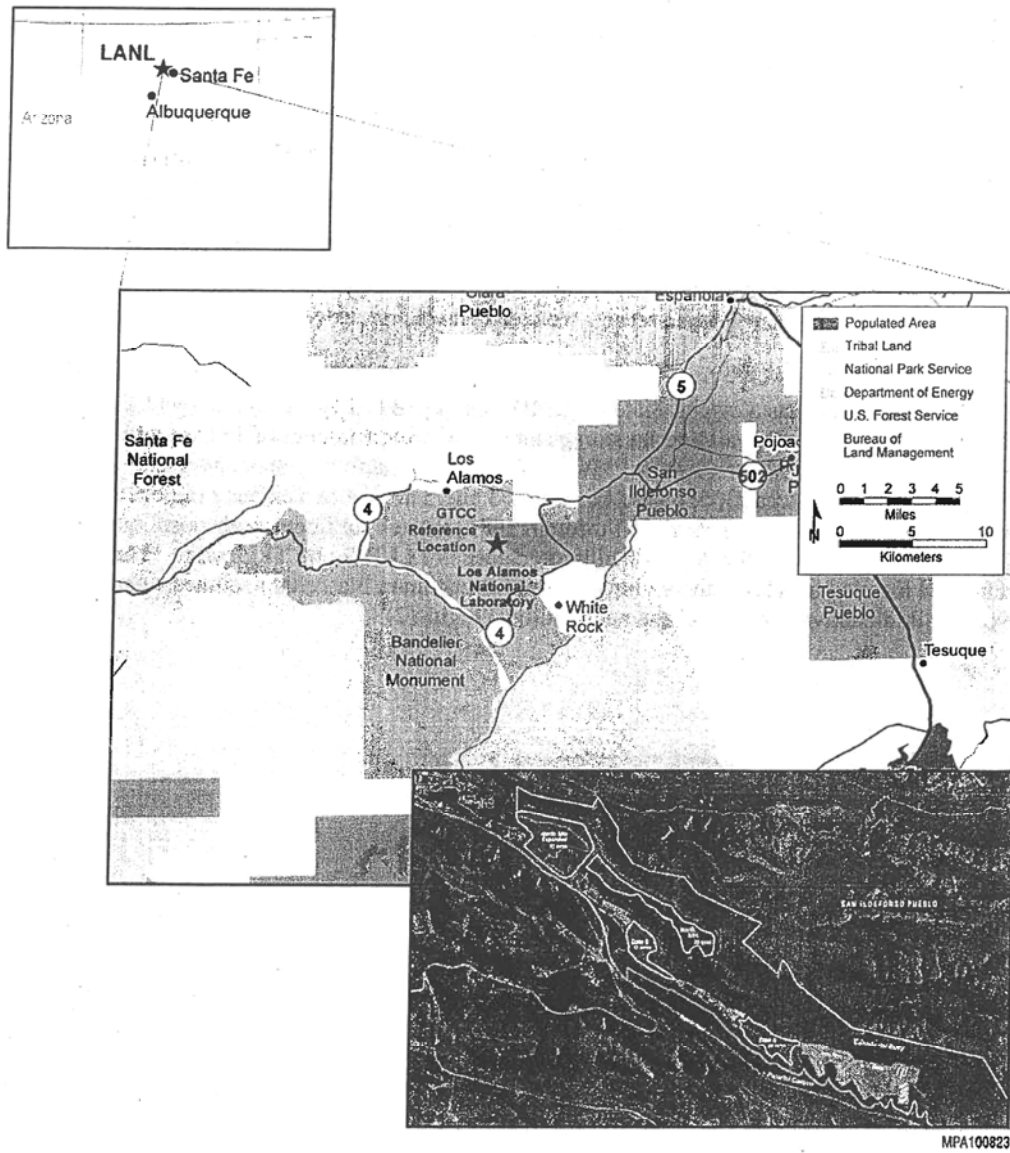 LANL
Santa Fe
Albuquerque
Española
Pueblo
Populated Area
Tribal Land
National Park Service
Department of Energy
U.S. Forest Service
Bureau of
Land Management
0 1 2 3 4 5
Miles
N
0 5 10
Kilometers
5
Santa Fe
National
Forest
Los
Alamos
Pojoa
502
San
Ildefonso
Pueblo
4
GTCC
Reference
Location
Los Alamos
National
Laboratory
White
Rock
4
Bandelier
National
Monument
Tesuque
Pueblo
Tesuque
SAN ILDEFONSO PUEBLO
MPA100823